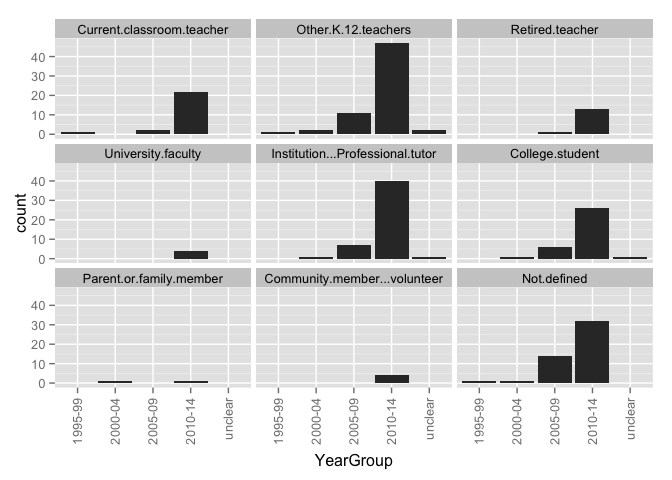 Current.classroom.teacher
Other.K.12.teachers
Retired.teacher
40
30
20
10
0
University.faculty
Institution...Professional.tutor
College.student
40
30
20
10
0
Parent.or.family.member
Community.member...volunteer
Not.defined
40
30
20
10
0
count
1995-99
2000-04
2005-09
2010-14
unclear
1995-99
2000-04
2005-09
2010-14
unclear
1995-99
2000-04
2005-09
2010-14
unclear
YearGroup